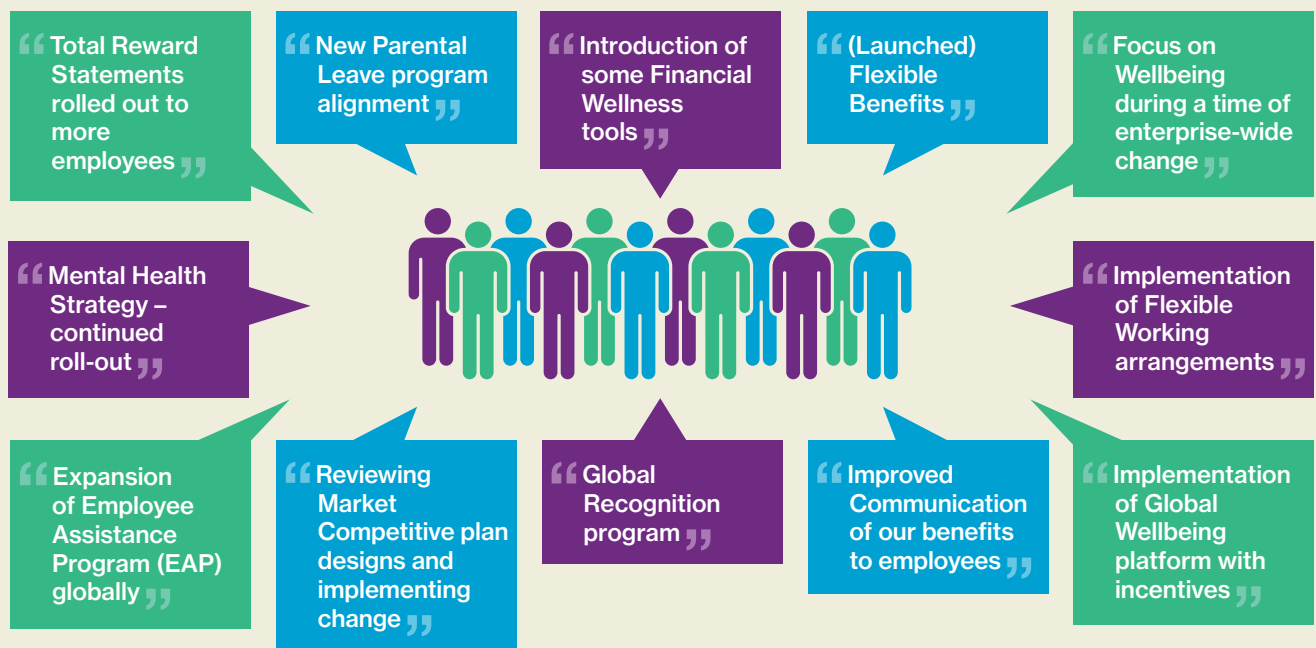 “ Total Reward
Statements
rolled out to
more
employees ”
“ New Parental
Leave program
alignment ”
“ Introduction of
some Financial
Wellness
tools ”
“ (Launched)
Flexible
Benefits ”
“ Focus on
Wellbeing
during a time of
enterprise-wide
change ”
“ Mental Health
Strategy –
continued
roll-out ”
“ Implementation
of Flexible
Working
arrangements ”
“ Expansion
of Employee
Assistance
Program (EAP)
globally ”
“ Reviewing
Market
Competitive plan
designs and
implementing
change ”
“ Global
Recognition
program ”
“ Improved
Communication
of our benefits
to employees ”
“ Implementation
of Global
Wellbeing
platform with
incentives ”